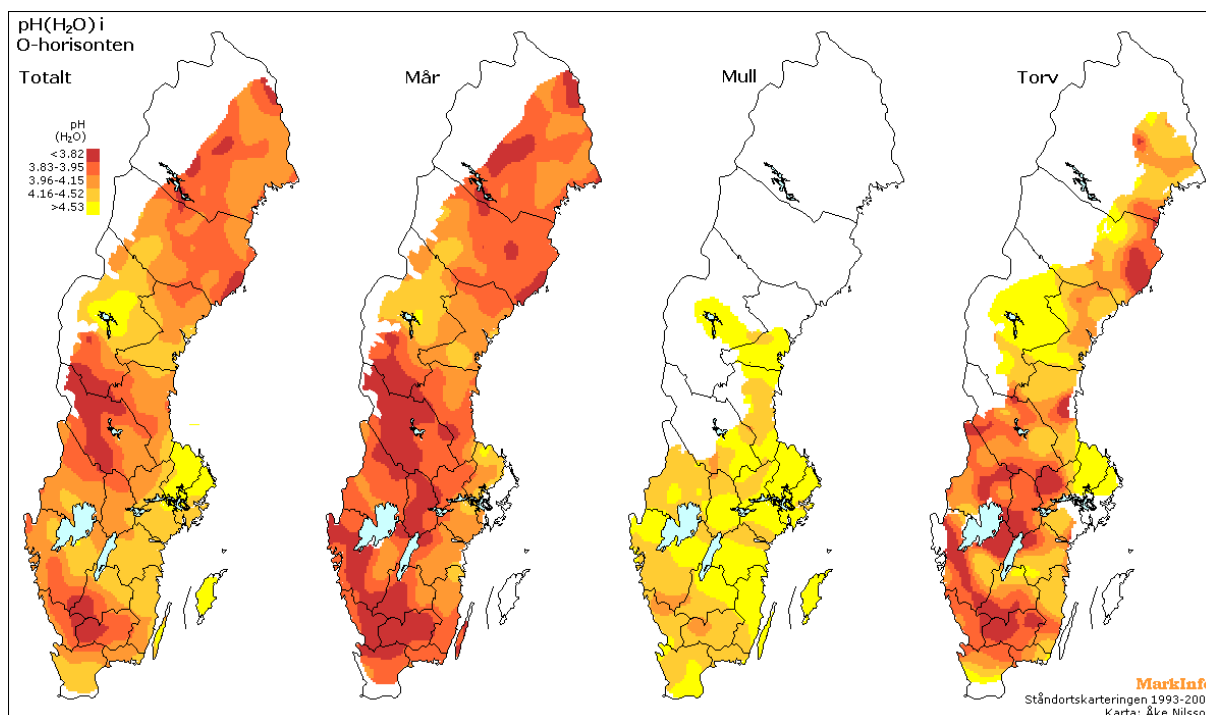 pH(H₂O) i
O-horisonten
Totalt
Mår
Mull
Torv
pH
(H₂O)
<3.82
3.83-3.95
3.96-4.15
4.16-4.52
>4.53
MarkInfo
Ståndortskarteringen 1993-200
Karta: Åke Nilsson